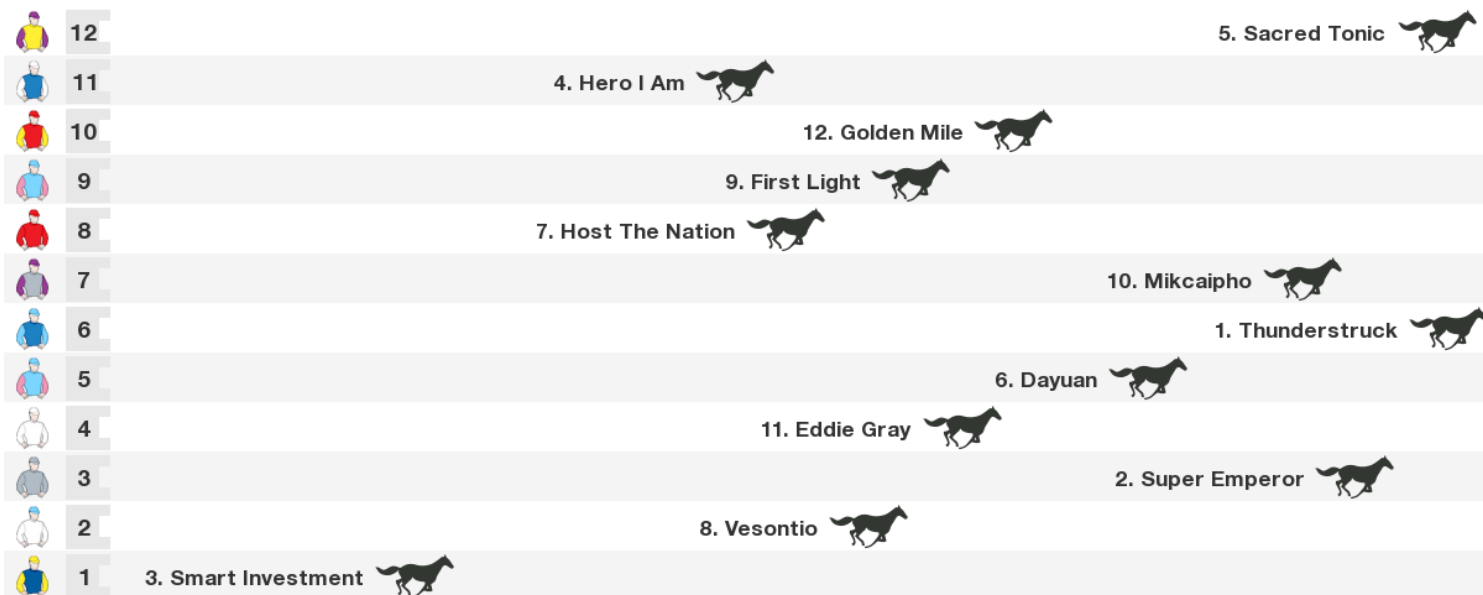 12 5. Sacred Tonic
11 4. Hero I Am
10 12. Golden Mile
9 9. First Light
8 7. Host The Nation
7 10. Mikcaipho
6 1. Thunderstruck
5 6. Dayuan
4 11. Eddie Gray
3 2. Super Emperor
2 8. Vesontio
1 3. Smart Investment